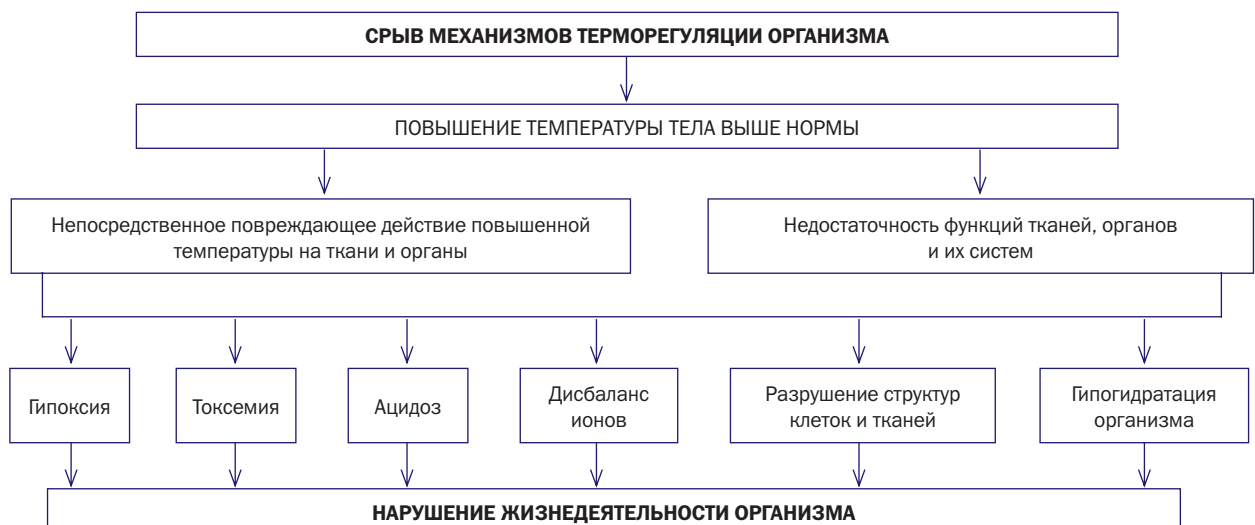 СРЫВ МЕХАНИЗМОВ ТЕРМОРЕГУЛЯЦИИ ОРГАНИЗМА
ПОВЫШЕНИЕ ТЕМПЕРАТУРЫ ТЕЛА ВЫШЕ НОРМЫ
Непосредственное повреждающее действие повышенной
температуры на ткани и органы
Недостаточность функций тканей, органов
и их систем
Гипоксия
Токсемия
Ацидоз
Дисбаланс
ионов
Разрушение структур
клеток и тканей
Гипогидратация
организма
НАРУШЕНИЕ ЖИЗНЕДЕЯТЕЛЬНОСТИ ОРГАНИЗМА